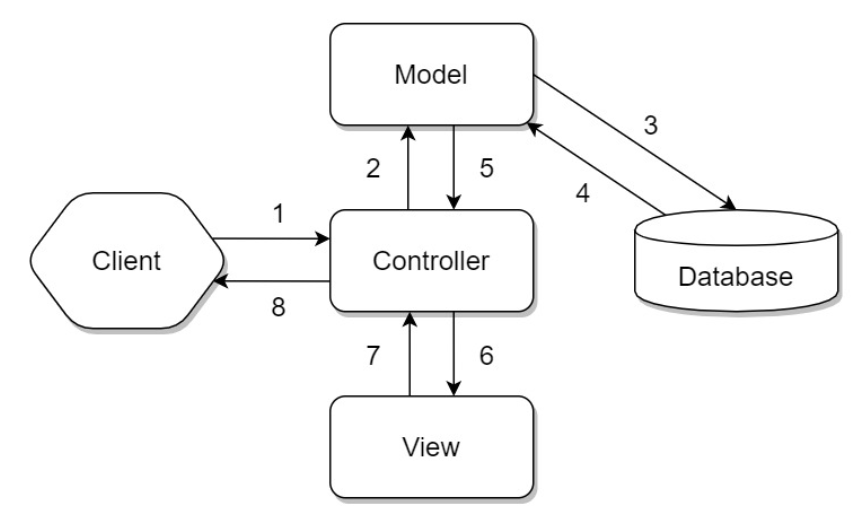 Model
3
2
5
4
1
Client
Controller
Database
8
7
6
View